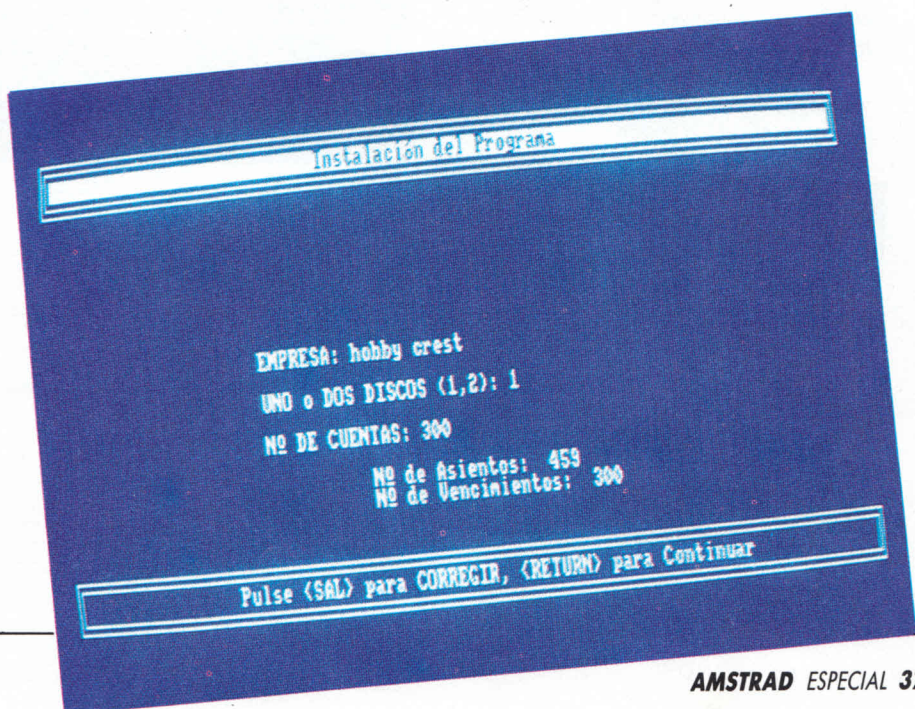 Instalación del Programa
EMPRESA: hobby crest
UNO o DOS DISCOS (1,2): 1
Nº DE CUENTAS: 300
Nº de Asientos: 459
Nº de Vencimientos: 300
Pulse <SAL> para CORREGIR, <RETURN> para Continuar
AMSTRAD ESPECIAL